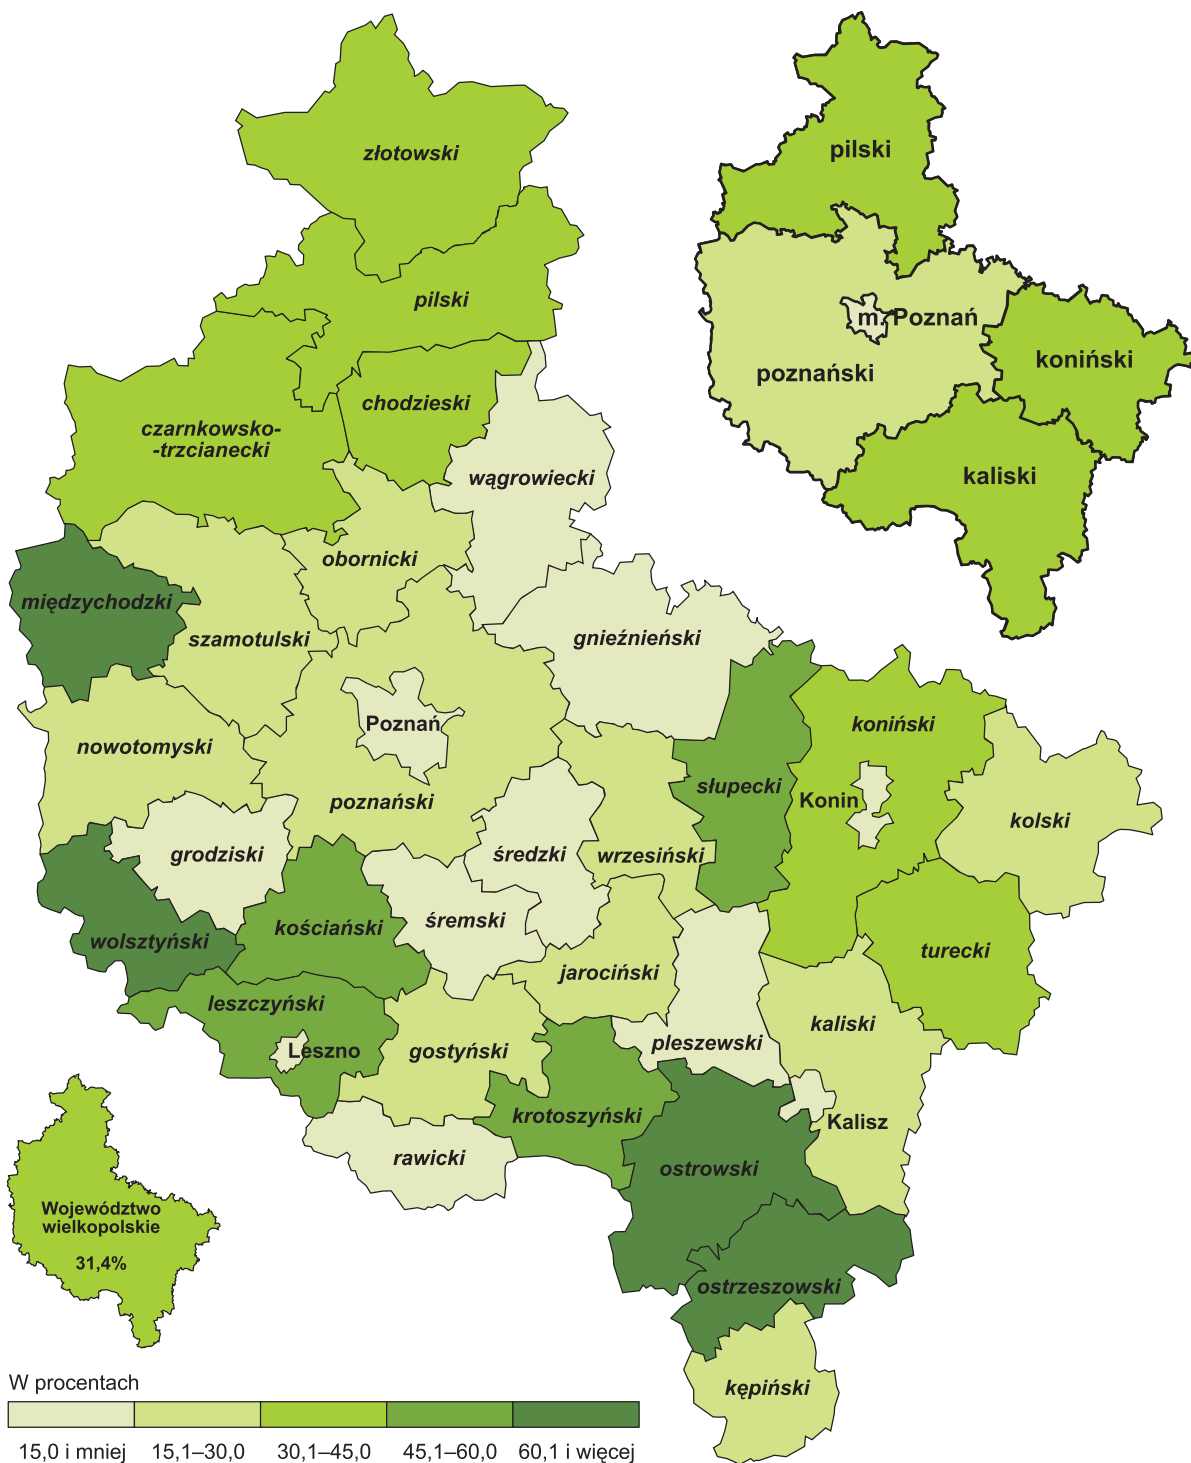 złotowski
pilski
czarnkowsko-
-trzcianecki
chodzieski
wągrowiecki
obornicki
międzychodzki
szamotulski
gnieźnieński
nowotomyski
Poznań
poznański
grodziski
średzki
wrzesiński
słupecki
koniński
Konin
kolski
wolsztyński
kościański
śremski
jarociński
turecki
leszczyński
Leszno
gostyński
pleszewski
kaliski
krotoszyński
Kalisz
rawicki
ostrowski
ostrzeszowski
kępiński
pilski
m. Poznań
poznański
koniński
kaliski
Województwo
wielkopolskie
31,4%
W procentach
15,0 i mniej 15,1–30,0 30,1–45,0 45,1–60,0 60,1 i więcej